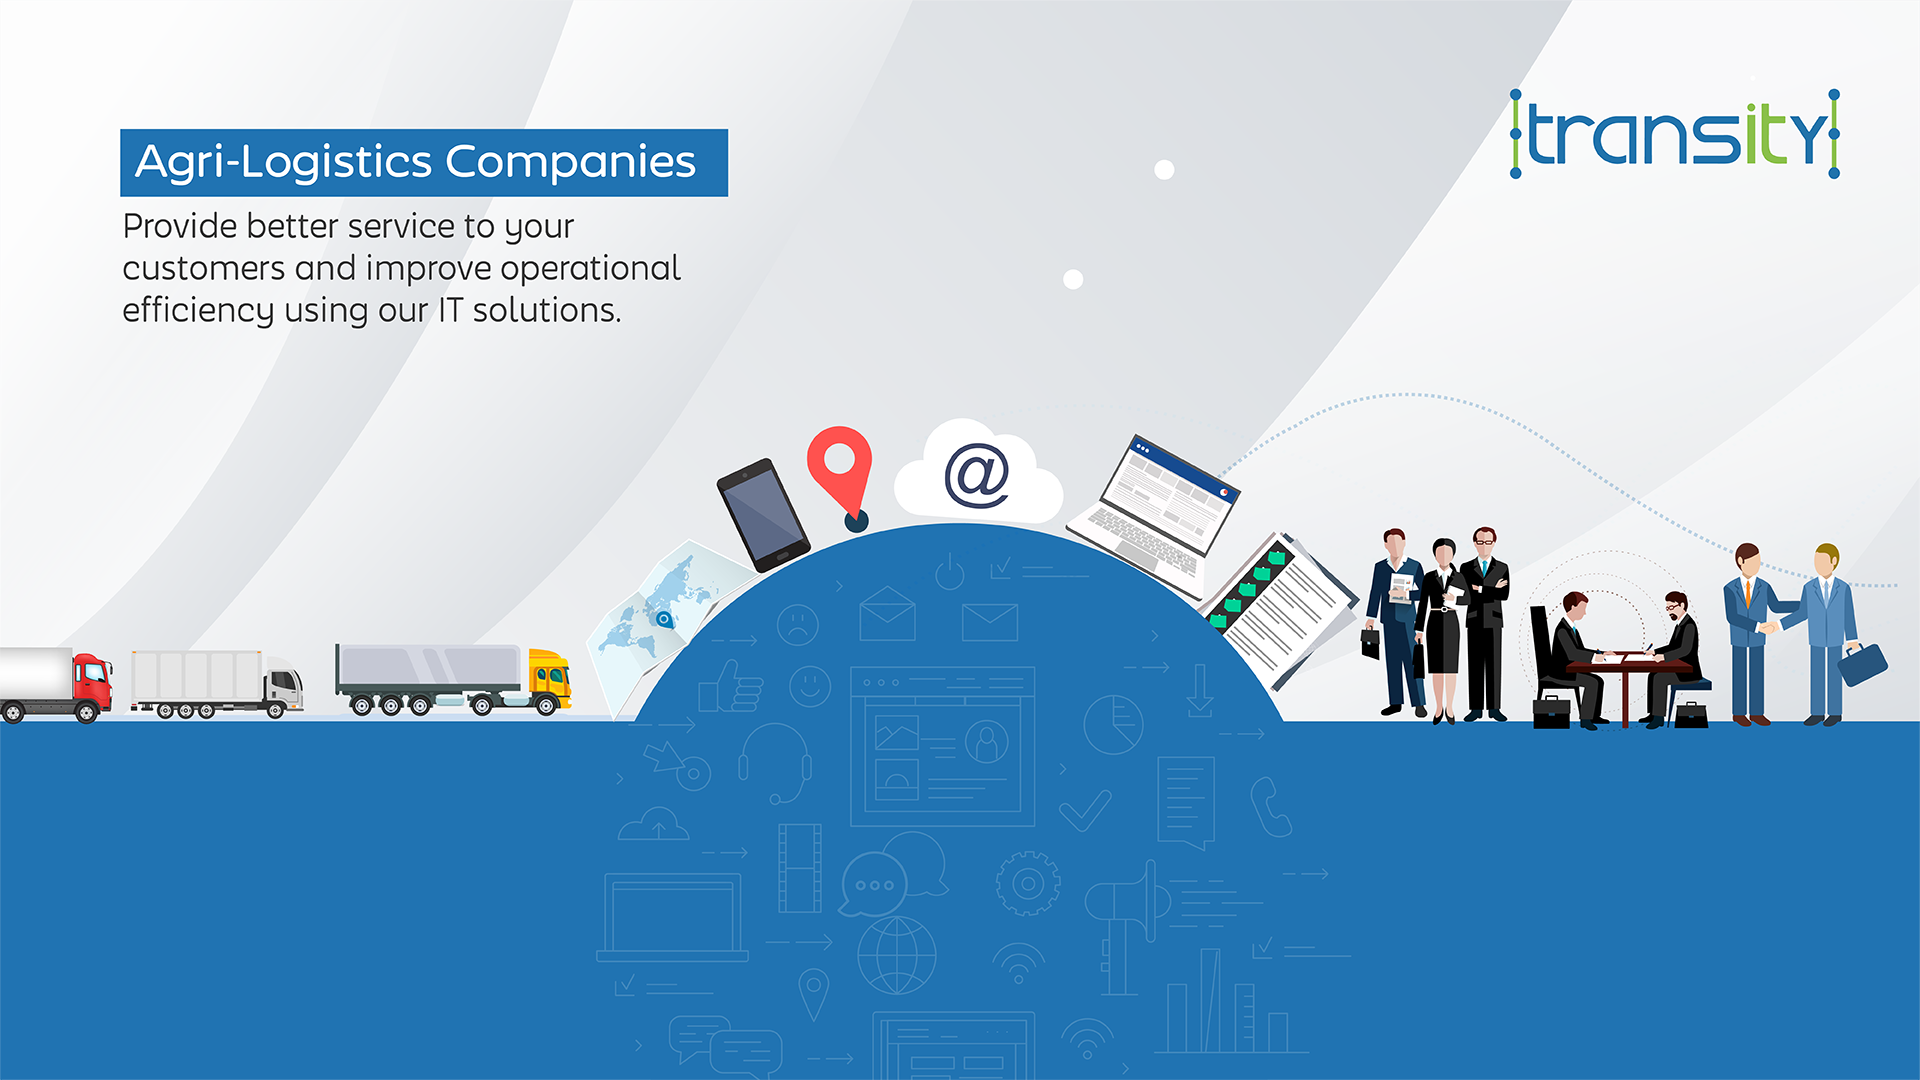 transity
Agri-Logistics Companies
Provide better service to your
customers and improve operational
efficiency using our IT solutions.
@